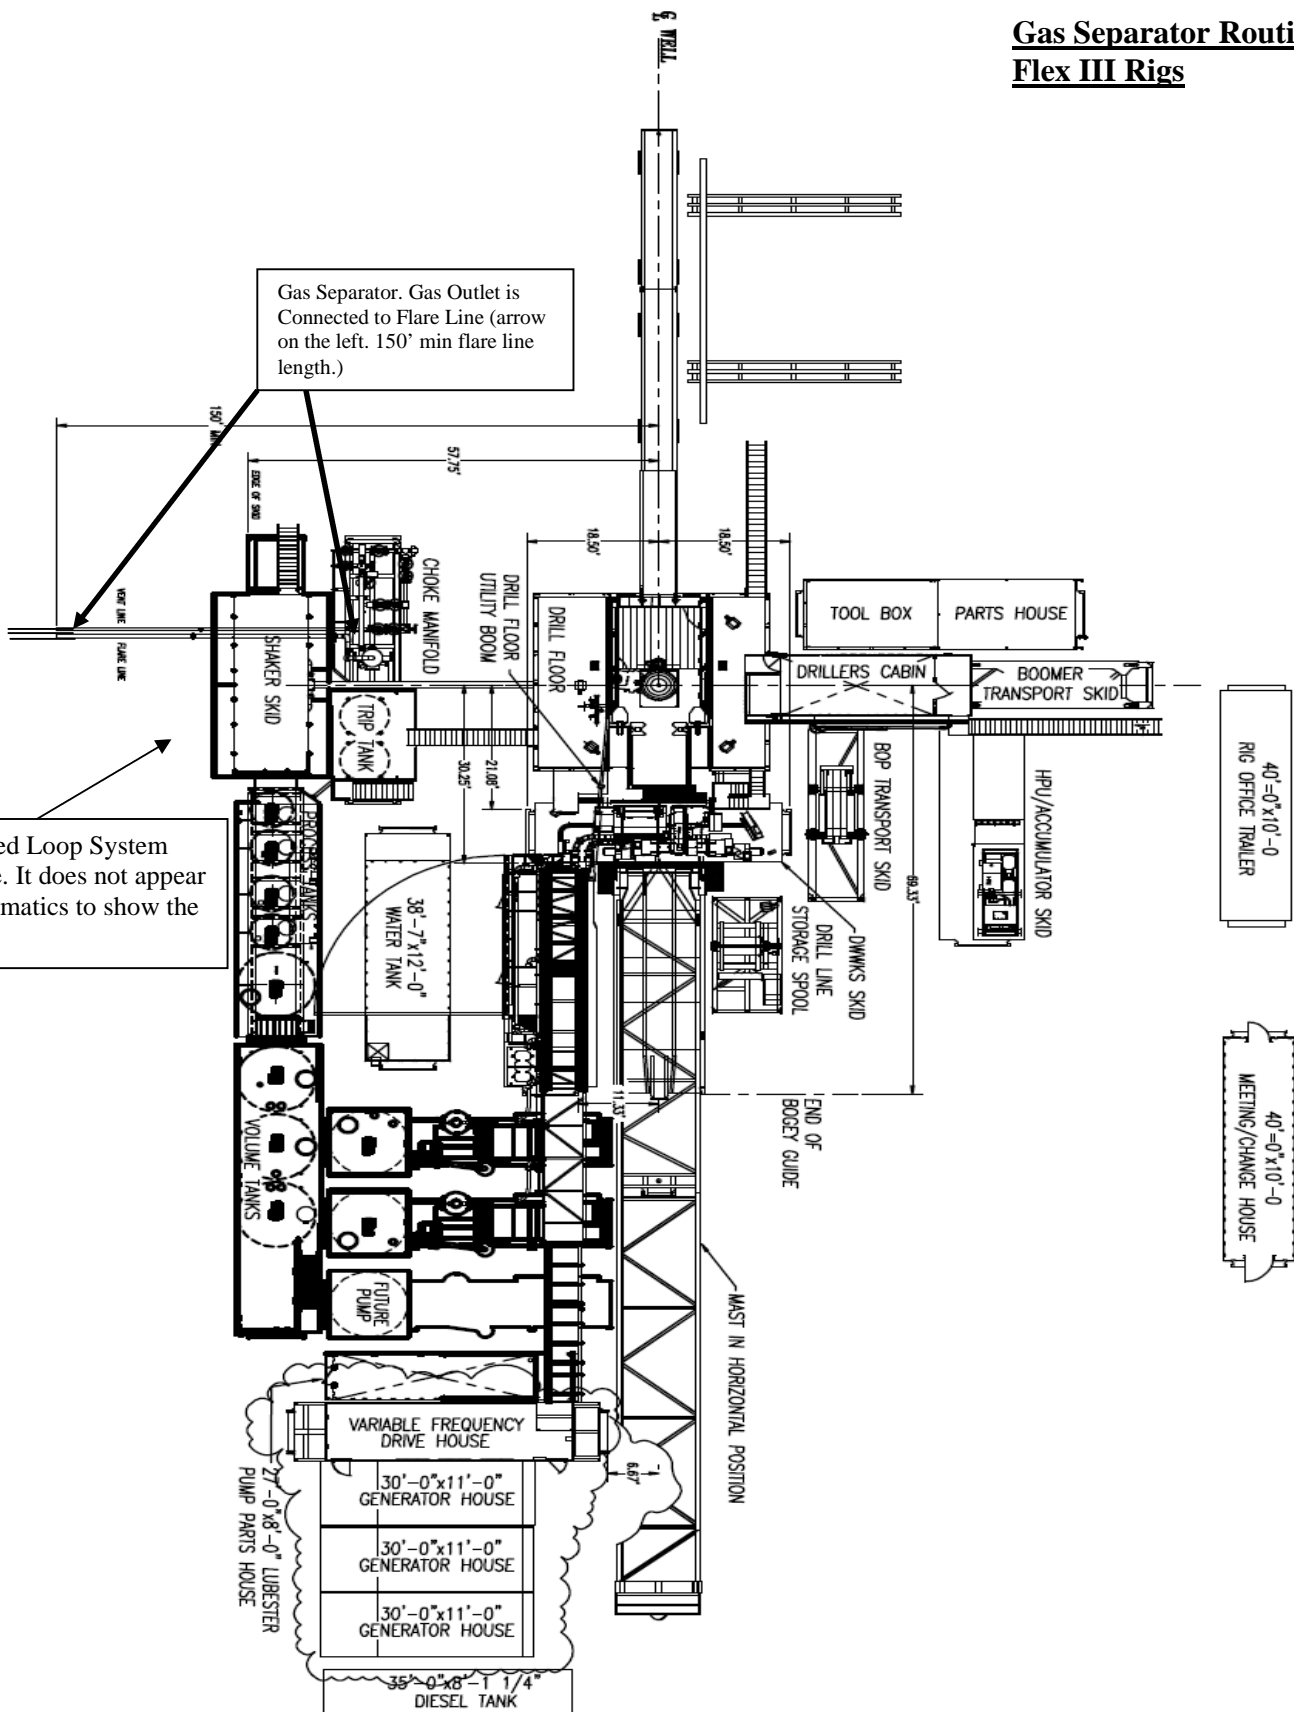 Gas Separator Routi
Flex III Rigs
℄ WELL
Gas Separator. Gas Outlet is
Connected to Flare Line (arrow
on the left. 150’ min flare line
length.)
150' MIN
57.75'
EDGE OF SKID
18.50'
18.50'
CHOKE MANIFOLD
DRILL FLOOR
UTILITY BOOM
DRILL FLOOR
VENT LINE
FLARE LINE
SHAKER SKID
TRIP TANK
TOOL BOX
PARTS HOUSE
DRILLERS CABIN
BOOMER
TRANSPORT SKID
21.08'
30.25'
BOP TRANSPORT SKID
HPU/ACCUMULATOR SKID
40'=0"x10'-0
RIG OFFICE TRAILER
69.33'
ed Loop System
e. It does not appear
matics to show the
PROCESS TANKS
38'-7"x12'-0"
WATER TANK
DWWKS SKID
DRILL LINE
STORAGE SPOOL
11.33'
END OF
BOGEY GUIDE
40'=0"x10'-0
MEETING/CHANGE HOUSE
VOLUME TANKS
FUTURE
PUMP
MAST IN HORIZONTAL POSITION
VARIABLE FREQUENCY
DRIVE HOUSE
6.67'
27'-0"x8'-0" LUBESTER
PUMP PARTS HOUSE
30'-0"x11'-0"
GENERATOR HOUSE
30'-0"x11'-0"
GENERATOR HOUSE
30'-0"x11'-0"
GENERATOR HOUSE
35'-0"x8'-1 1/4"
DIESEL TANK